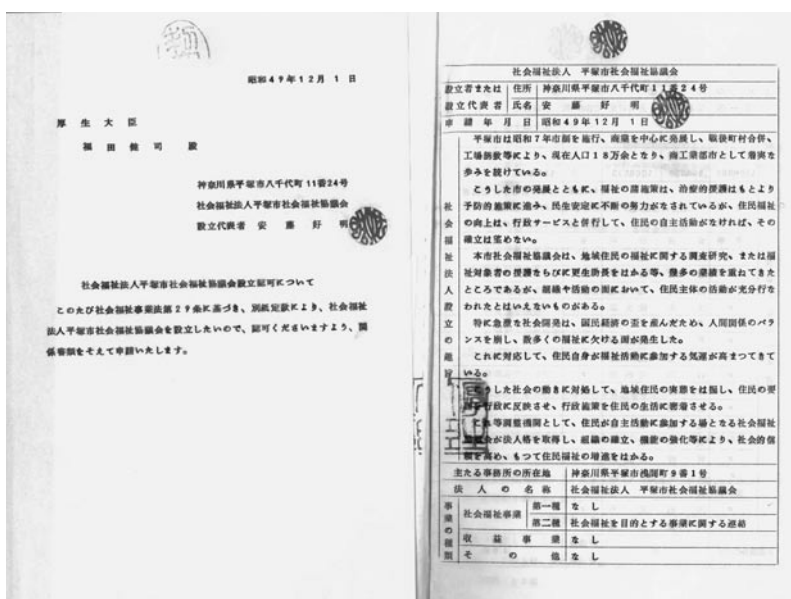 昭和49年12月1日
厚生大臣
福田健司殿
神奈川県平塚市八千代町11番24号
社会福祉法人平塚市社会福祉協議会
設立代表者 安藤好明
社会福祉法人平塚市社会福祉協議会設立認可について
このたび社会福祉事業法第29条に基づき、別紙定款により、社会福祉
法人平塚市社会福祉協議会を設立したいので、認可くださいますよう、関
係書類をそえて申請いたします。
社会福祉法人 平塚市社会福祉協議会
設立者または 住所 神奈川県平塚市八千代町11番24号
設立代表者 氏名 安藤好明
申請年月日 昭和49年12月1日
社会福祉法人設立の趣旨
平塚市は昭和7年市制を施行、商業を中心に発展し、戦後町村合併、
工場誘致等により、現在人口18万余となり、商工業都市として着実な
歩みを続けている。
こうした市の発展とともに、福祉の諸施策は、治療的援護はもとより
予防的施策に進み、民生安定に不断の努力がなされているが、住民福祉
の向上は、行政サービスと併行して、住民の自主活動がなければ、その
確立は望めない。
本市社会福祉協議会は、地域住民の福祉に関する調査研究、または福
祉対象者の援護ならびに更生助長をはかる等、幾多の業績を重ねてきた
ところであるが、組織や活動の面において、住民主体の活動が充分行な
われたとはいえないものがある。
特に急激な社会開発は、国民経済の歪を産んだため、人間関係のバラ
ンスを崩し、数多くの福祉に欠ける面が発生した。
これに対応して、住民自身が福祉活動に参加する気運が高まつてきて
いる。
こうした社会の動きに対処して、地域住民の実態をは握し、住民の要
行政に反映させ、行政施策を住民の生活に密着させる。
これ等調整機関として、住民が自主活動に参加する場となる社会福祉
協議会が法人格を取得し、組織の確立、機能の強化等により、社会的信
頼を高め、もつて住民福祉の増進をはかる。
主たる事務所の所在地 神奈川県平塚市浅間町9番1号
法人の名称 社会福祉法人 平塚市社会福祉協議会
事業の種類 社会福祉事業 第一種 なし
第二種 社会福祉を目的とする事業に関する連絡
収益事業 なし
その他 なし